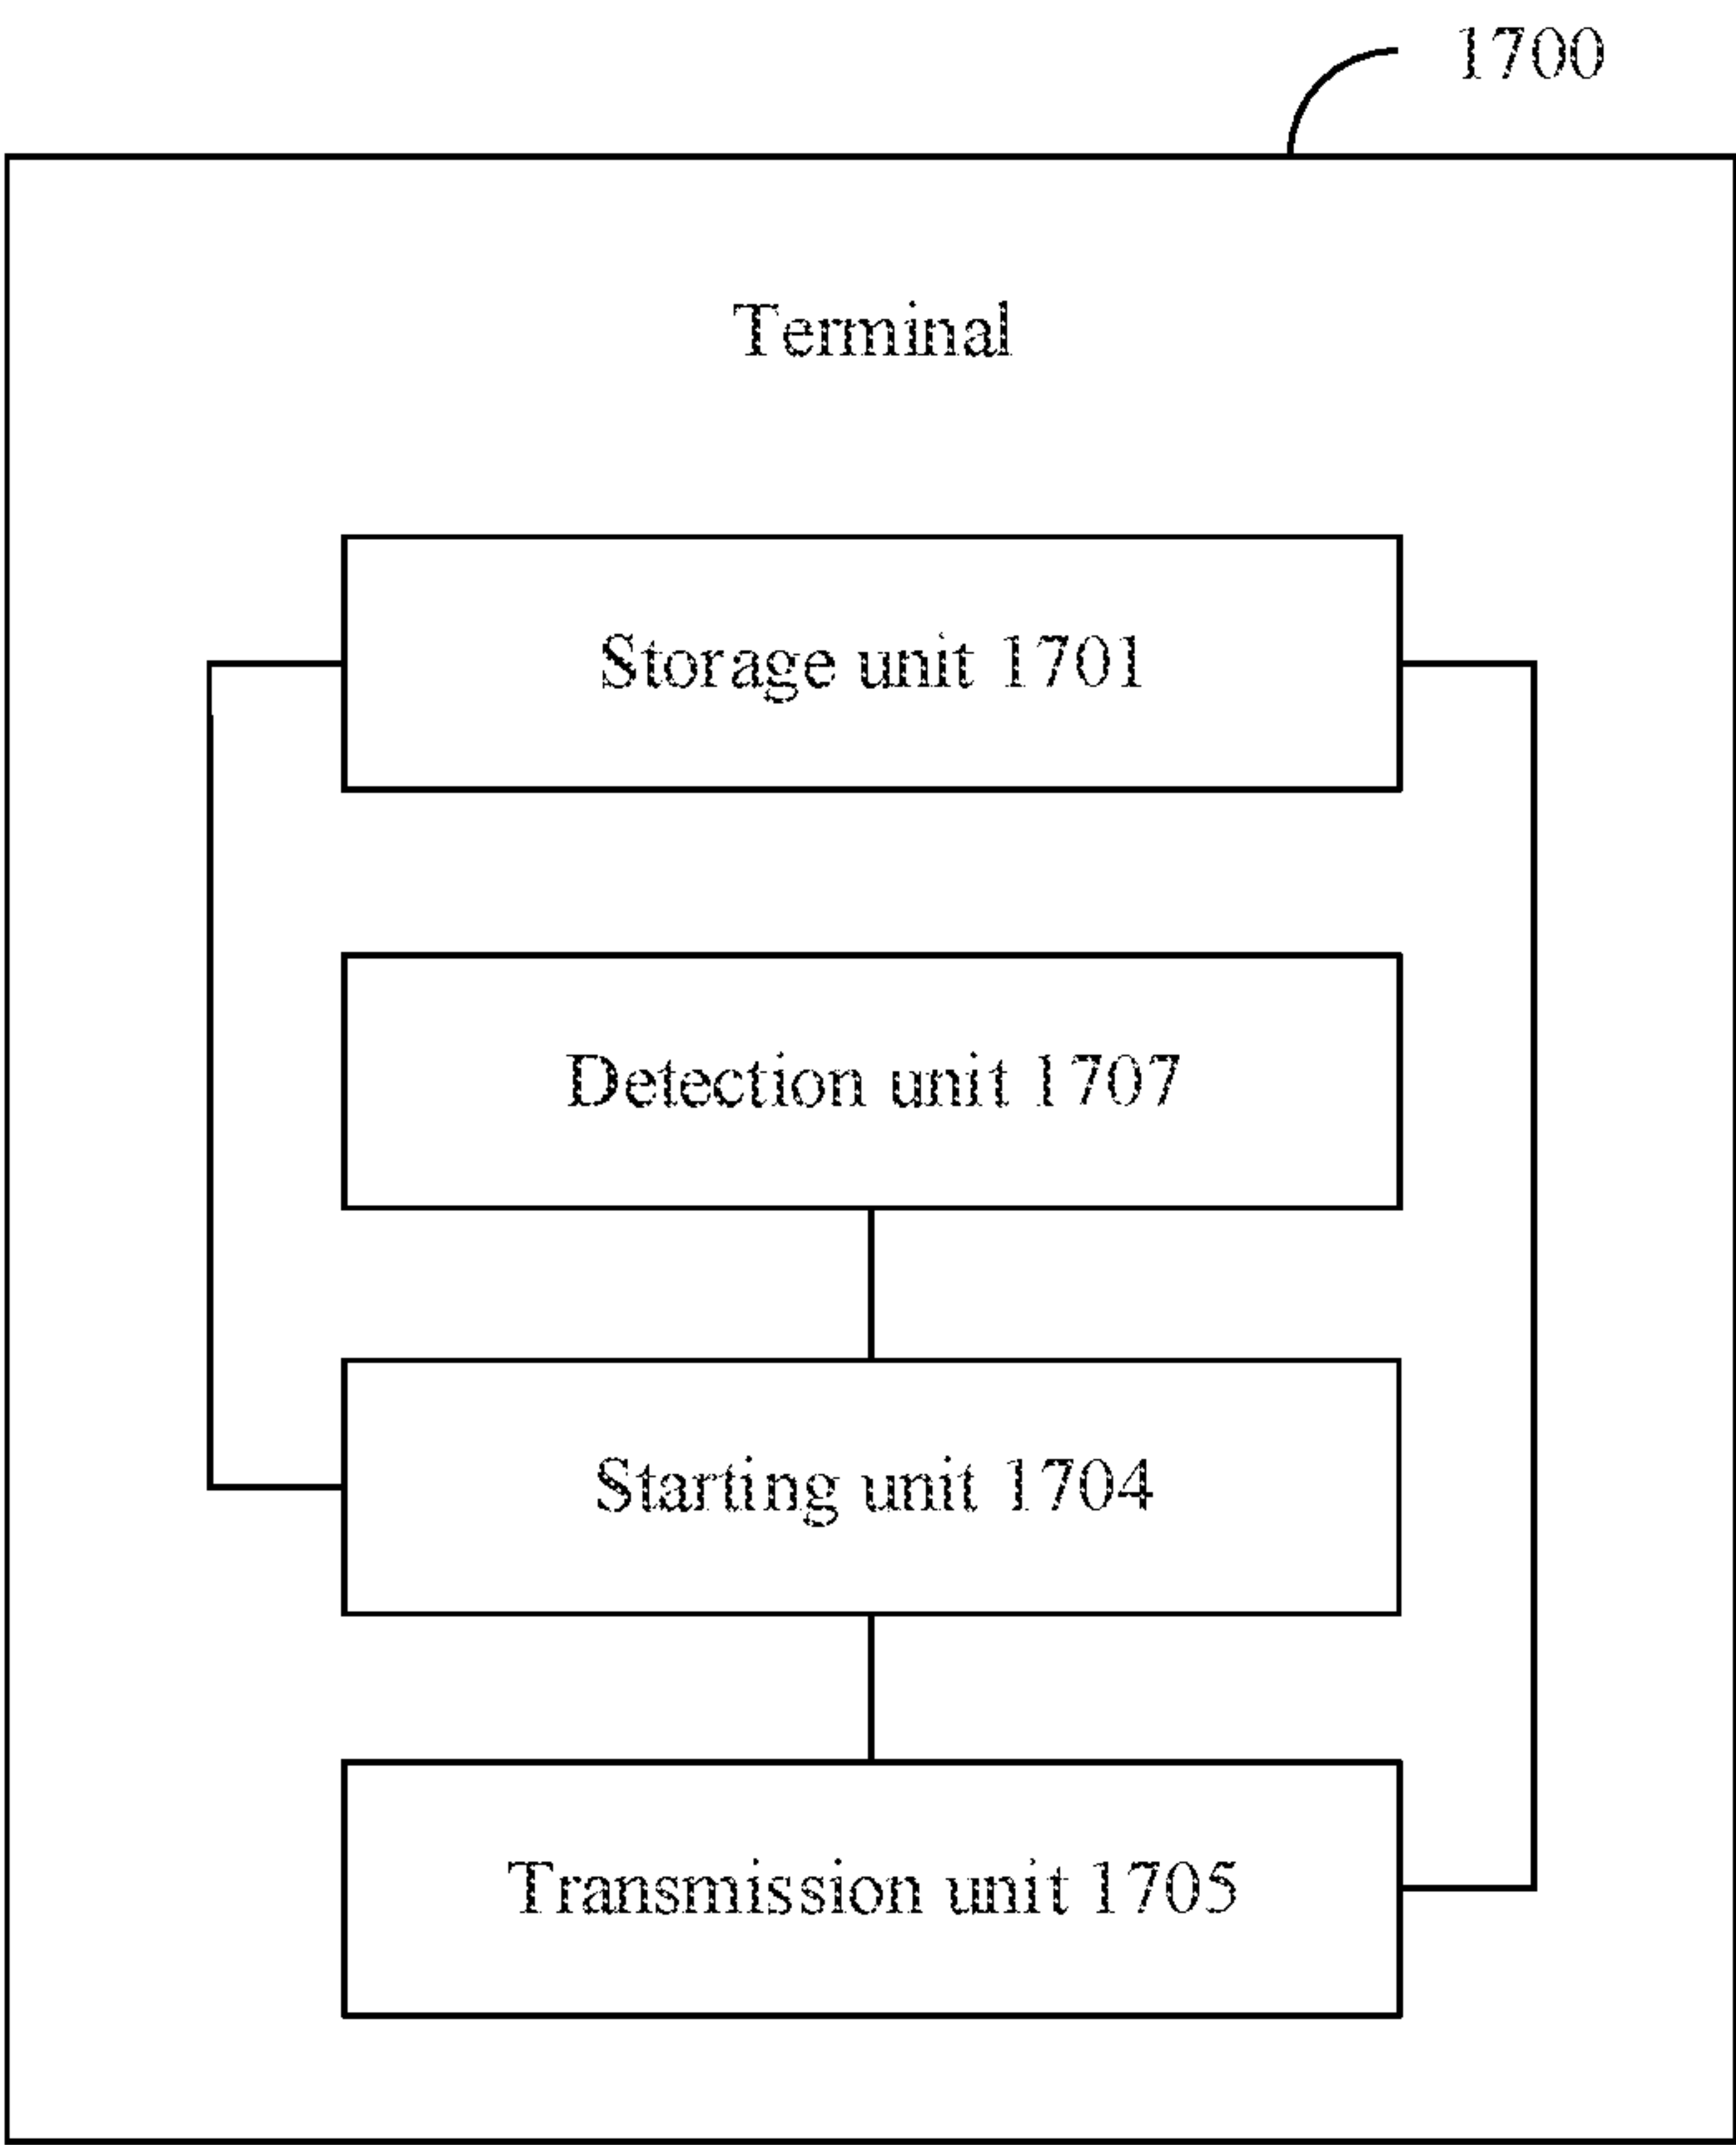 1700
Terminal
Storage unit 1701
Detection unit 1707
Starting unit 1704
Transmission unit 1705